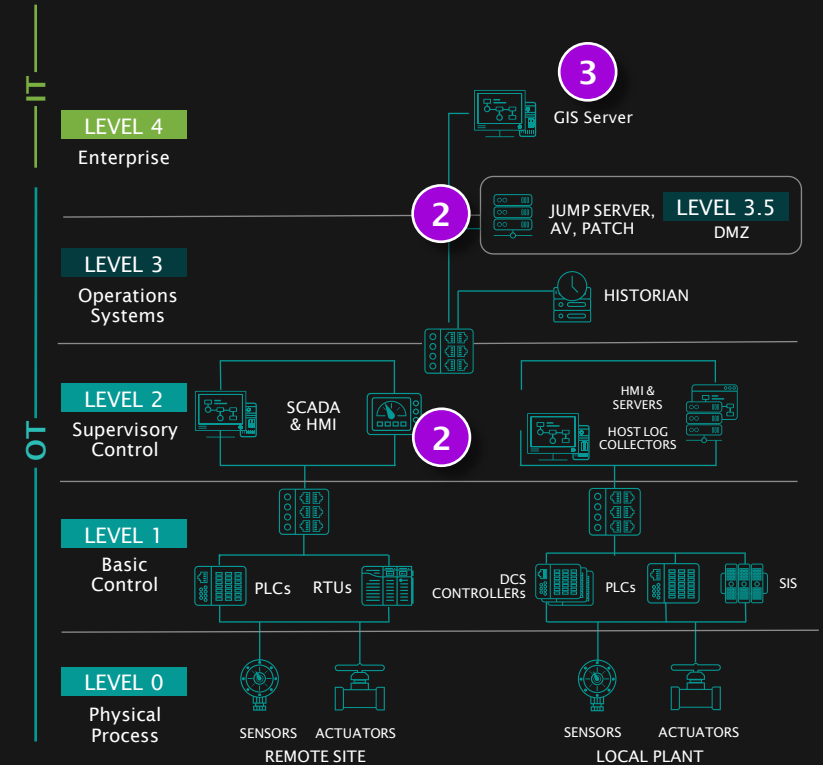 IT
3
GIS Server
LEVEL 4
Enterprise
2
JUMP SERVER,
AV, PATCH
LEVEL 3.5
DMZ
LEVEL 3
Operations
Systems
HISTORIAN
OT
LEVEL 2
Supervisory
Control
SCADA
& HMI
2
HMI &
SERVERS
HOST LOG
COLLECTORS
LEVEL 1
Basic
Control
PLCs
RTUs
DCS
CONTROLLERs
PLCs
SIS
LEVEL 0
Physical
Process
SENSORS
ACTUATORS
REMOTE SITE
SENSORS
ACTUATORS
LOCAL PLANT